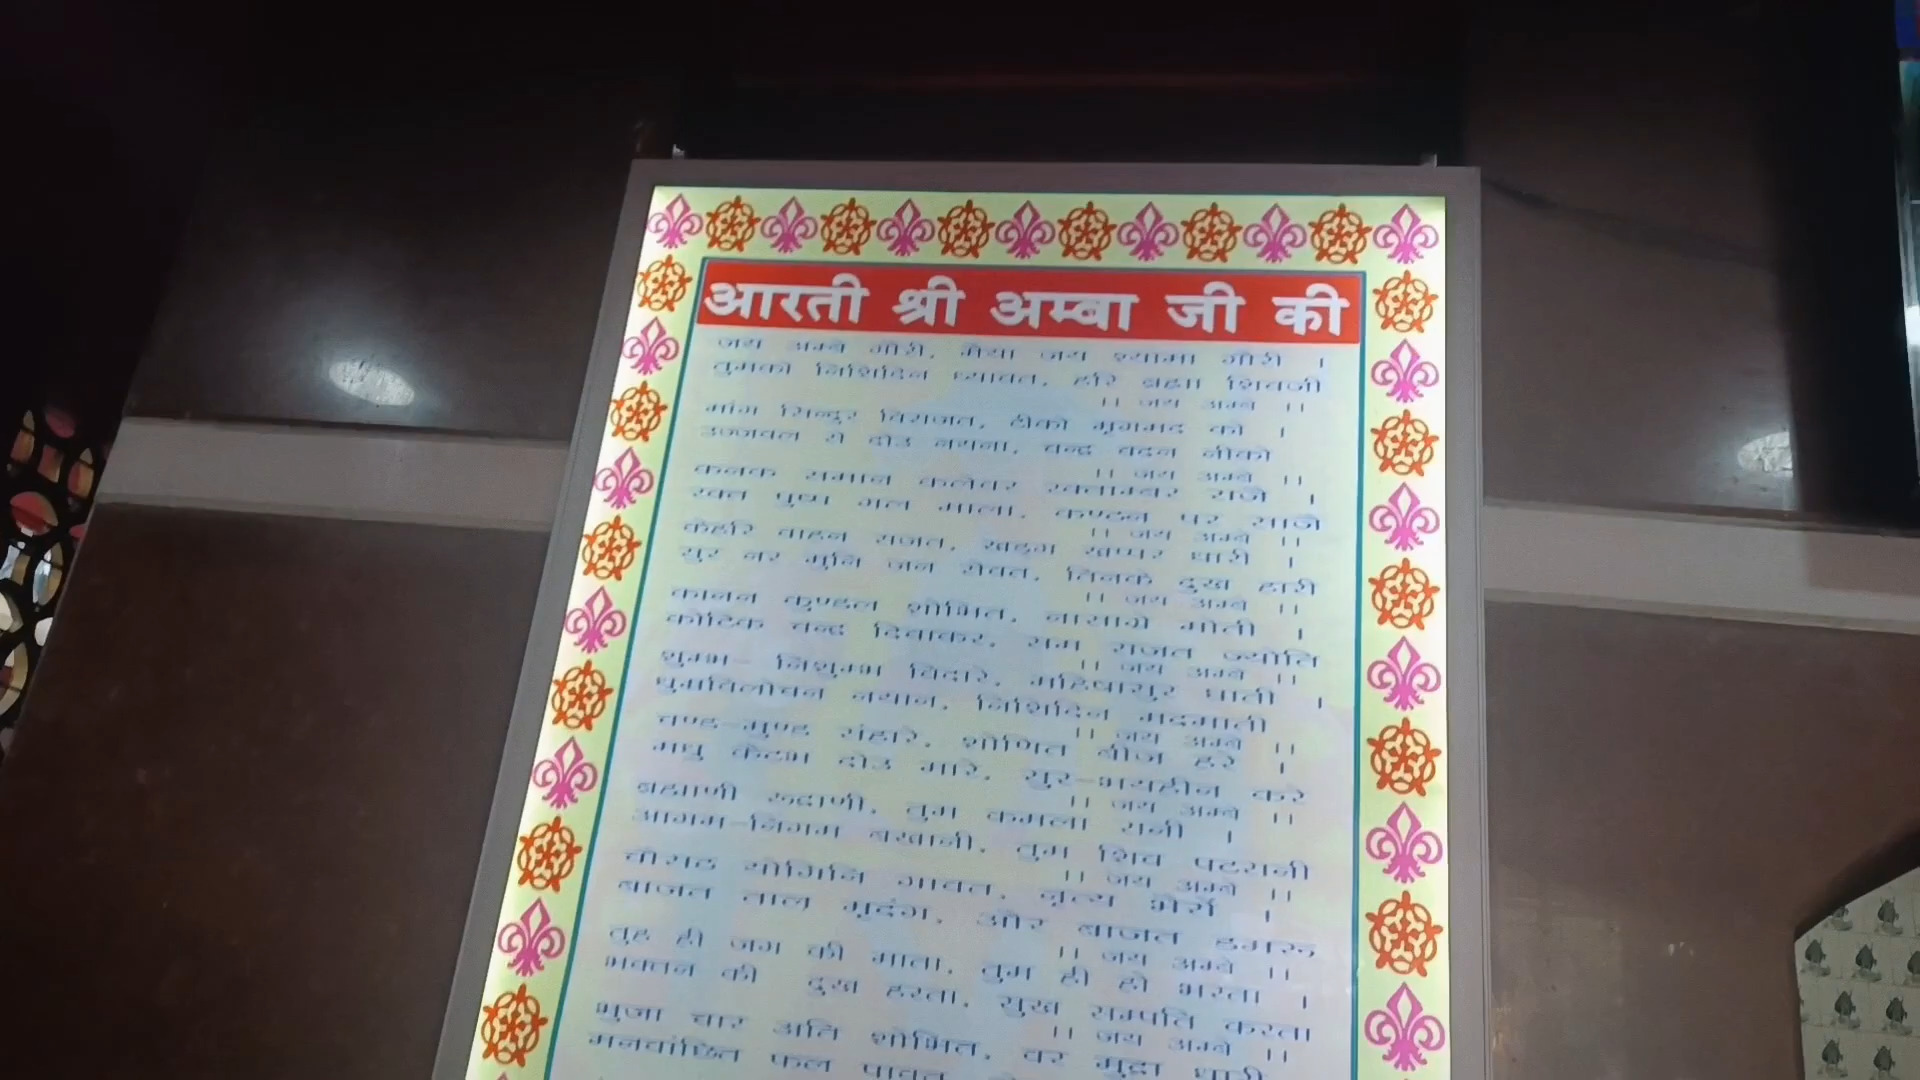 आरती श्री अम्बा जी की
जय अम्बे गौरी, मैया जय श्यामा गौरी ।
तुमको निशिदिन ध्यावत, हरि ब्रह्मा शिवजी
।। जय अम्बे ।।
मांग सिन्दुर विराजत, टीको मृगमद को ।
उज्जवल से दोउ नयना, चन्द्र वदन नीको
।। जय अम्बे ।।
कनक समान कलेवर रक्ताम्बर राजे ।
रक्त पुष्प गल माला, कण्ठन पर साजे
।। जय अम्बे ।।
केहरि वाहन राजत, खड्ग खप्पर धारी ।
सुर नर मुनि जन सेवत, तिनके दुख हारी
।। जय अम्बे ।।
कानन कुण्डल शोभित, नासाग्रे मोती ।
कोटिक चन्द्र दिवाकर, सम राजत ज्योति
।। जय अम्बे ।।
शुम्भ- निशुम्भ विदारे, महिषासुर घाती ।
धुम्रविलोचन नयान, निशिदिन मदमाती
।। जय अम्बे ।।
चण्ड-मुण्ड संहारे, शोणित बीज हरे ।
मधु कैटभ दोउ मारे, सुर-भयहीन करे
।। जय अम्बे ।।
ब्रह्माणी रूद्राणी, तुम कमला रानी ।
आगम-निगम बखानी, तुम शिव पटरानी
।। जय अम्बे ।।
चौसठ योगिनि गावत, नृत्य भैरों ।
बाजत ताल मृदंग, और बाजत डमरू
।। जय अम्बे ।।
तुह ही जग की माता, तुम ही हो भरता ।
भक्तन की दुख हरता, सुख सम्पति करता
।। जय अम्बे ।।
भुजा चार अति शोभित, वर मुद्रा धारी
मनवांछित फल पावत